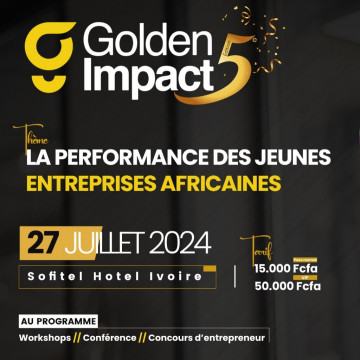 Golden
Impact 5
Thème
LA PERFORMANCE DES JEUNES
ENTREPRISES AFRICAINES
27 JUILLET 2024
Sofitel Hotel Ivoire
Tarif
15.000 Fcfa
VIP
50.000 Fcfa
AU PROGRAMME
Workshops // Conférence // Concours d'entrepreneur